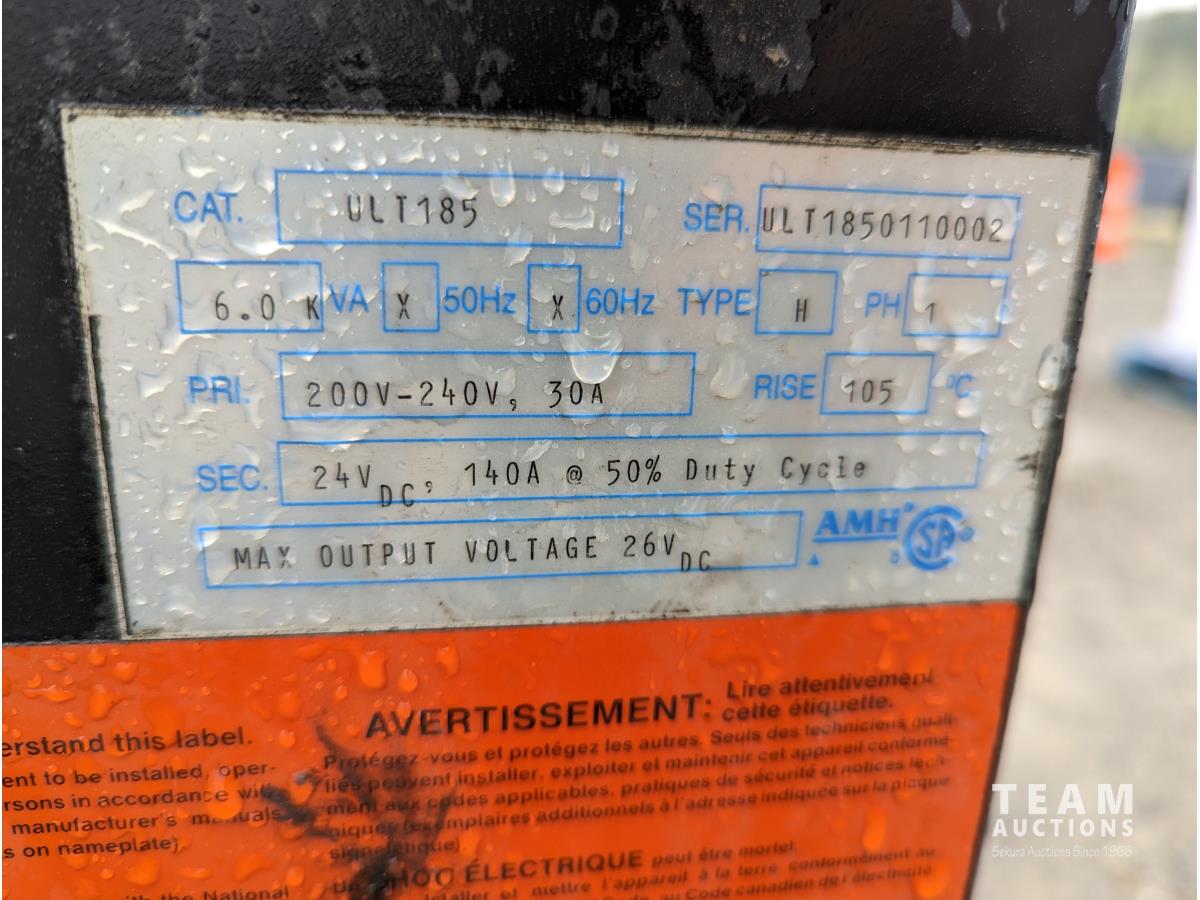 CAT. ULT185 SER. ULT1850110002
6.0 K VA X 50Hz X 60Hz TYPE H PH 1
PRI. 200V-240V, 30A RISE 105 °C
SEC. 24VDC, 140A @ 50% Duty Cycle
MAX OUTPUT VOLTAGE 26VDC AMH SA
erstand this label.
ent to be installed, oper-
rsons in accordance with
manufacturer's manuals
s on nameplate).
with the National
AVERTISSEMENT: Lire attentivement
cette étiquette.
Protégez-vous et protégez les autres. Seuls des techniciens quali-
fiés peuvent installer, exploiter et maintenir cet appareil conformé-
ment aux codes applicables, pratiques de sécurité et notices tech-
niques (exemplaires additionnels à l'adresse indiquée sur la plaque
signalétique).
Un CHOC ÉLECTRIQUE peut être mortel.
installer et mettre l'appareil à la terre conformément au
Code canadien de l'électricité
TEAM
AUCTIONS
Sekura Auctions Since 1966